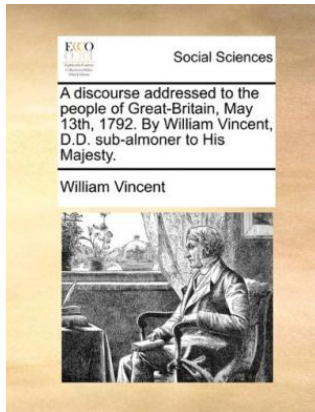 ECCO
Social Sciences
A discourse addressed to the
people of Great-Britain, May
13th, 1792. By William Vincent,
D.D. sub-almoner to His
Majesty.
William Vincent